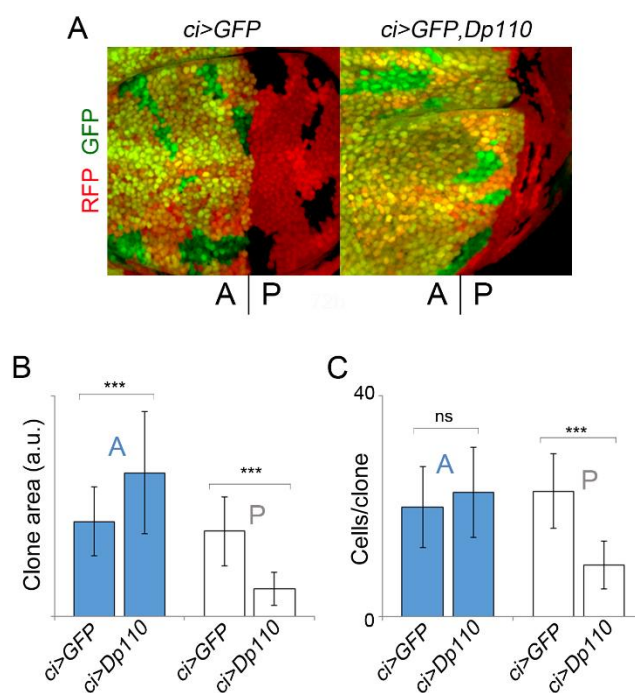 A
ci>GFP
ci>GFP,Dp110
RFP GFP
A P
A P
B
Clone area (a.u.)
***
A
***
P
ci>GFP
ci>Dp110
ci>GFP
ci>Dp110
C
Cells/clone
40
0
ns
A
***
P
ci>GFP
ci>Dp110
ci>GFP
ci>Dp110